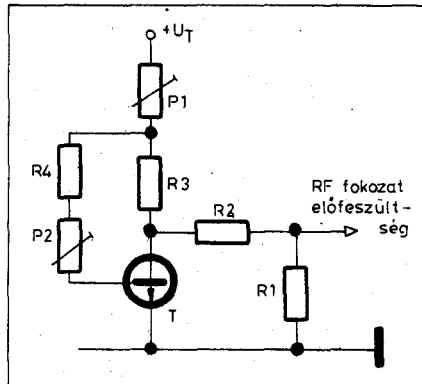 +U_T
P1
R4
R3
P2
R2
RF fokozat
előfeszült-
ség
R1
T